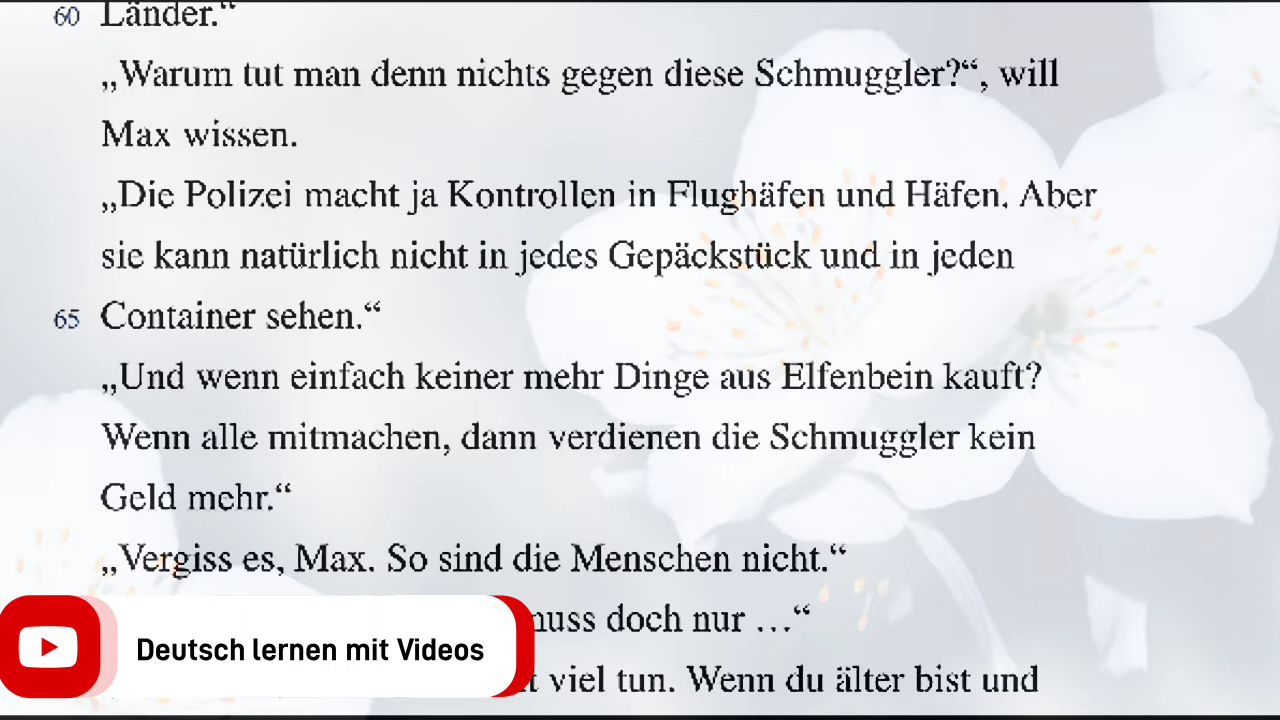 60 Länder.“
„Warum tut man denn nichts gegen diese Schmuggler?“, will
Max wissen.
„Die Polizei macht ja Kontrollen in Flughäfen und Häfen. Aber
sie kann natürlich nicht in jedes Gepäckstück und in jeden
65 Container sehen.“
„Und wenn einfach keiner mehr Dinge aus Elfenbein kauft?
Wenn alle mitmachen, dann verdienen die Schmuggler kein
Geld mehr.“
„Vergiss es, Max. So sind die Menschen nicht.“
doch nur …“
viel tun. Wenn du älter bist und
Deutsch lernen mit Videos